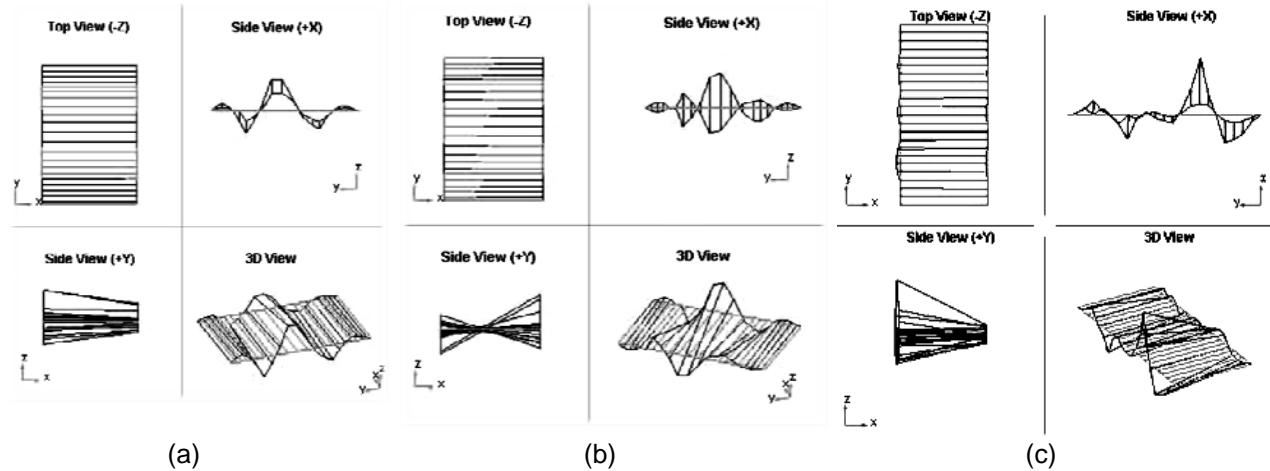 Top View (-Z)
Side View (+X)
y
x
z
y
Side View (+Y)
3D View
z
x
z
x
y
(a)
Top View (-Z)
Side View (+X)
y
x
z
y
Side View (+Y)
3D View
z
x
z
x
y
(b)
Top View (-Z)
Side View (+X)
y
x
z
y
Side View (+Y)
3D View
z
x
(c)